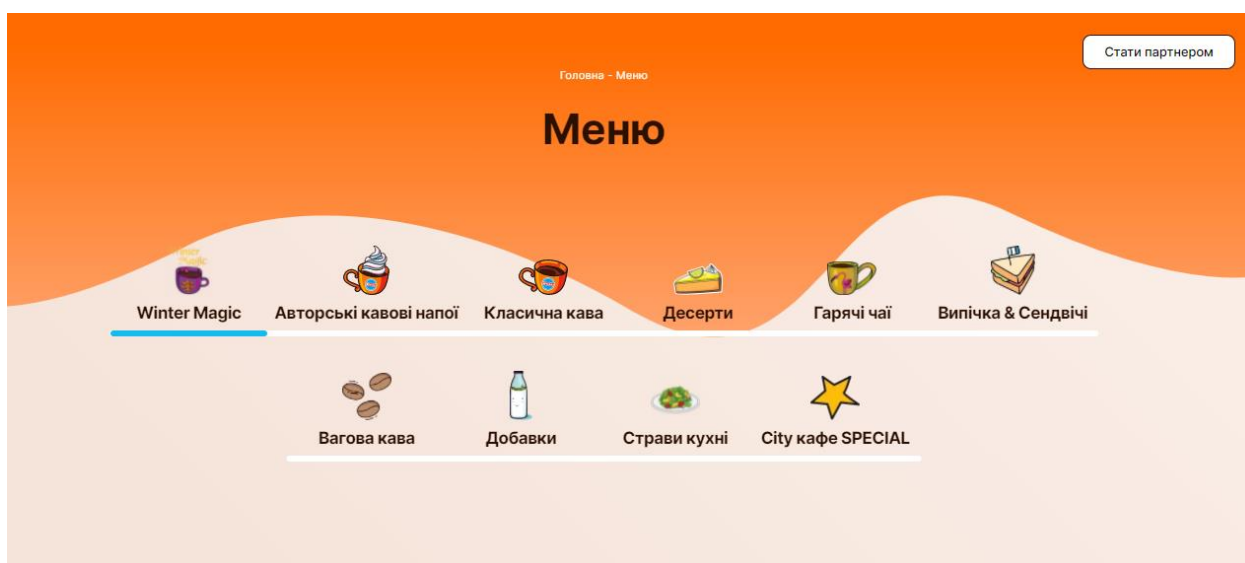 Стати партнером
Головна - Меню
Меню
Winter Magic
Авторські кавові напої
Класична кава
Десерти
Гарячі чаї
Випічка & Сендвічі
Вагова кава
Добавки
Страви кухні
City кафе SPECIAL